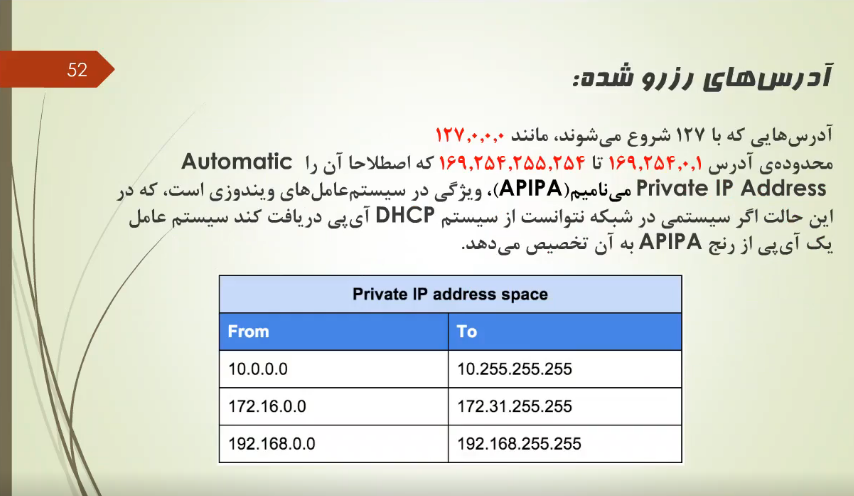 52
آدرس‌های رزرو شده:
آدرس‌هایی که با ۱۲۷ شروع می‌شوند، مانند ۱۲۷,۰,۰,۰
محدوده‌ی آدرس ۱۶۹,۲۵۴,۰,۱ تا ۱۶۹,۲۵۴,۲۵۵,۲۵۴ که اصطلاحا آن را Automatic
Private IP Address می‌نامیم(APIPA)، ویژگی در سیستم‌عامل‌های ویندوزی است، که در
این حالت اگر سیستمی در شبکه نتوانست از سیستم DHCP آی‌پی دریافت کند سیستم عامل
یک آی‌پی از رنج APIPA به آن تخصیص می‌دهد.
Private IP address space
From To
10.0.0.0 10.255.255.255
172.16.0.0 172.31.255.255
192.168.0.0 192.168.255.255